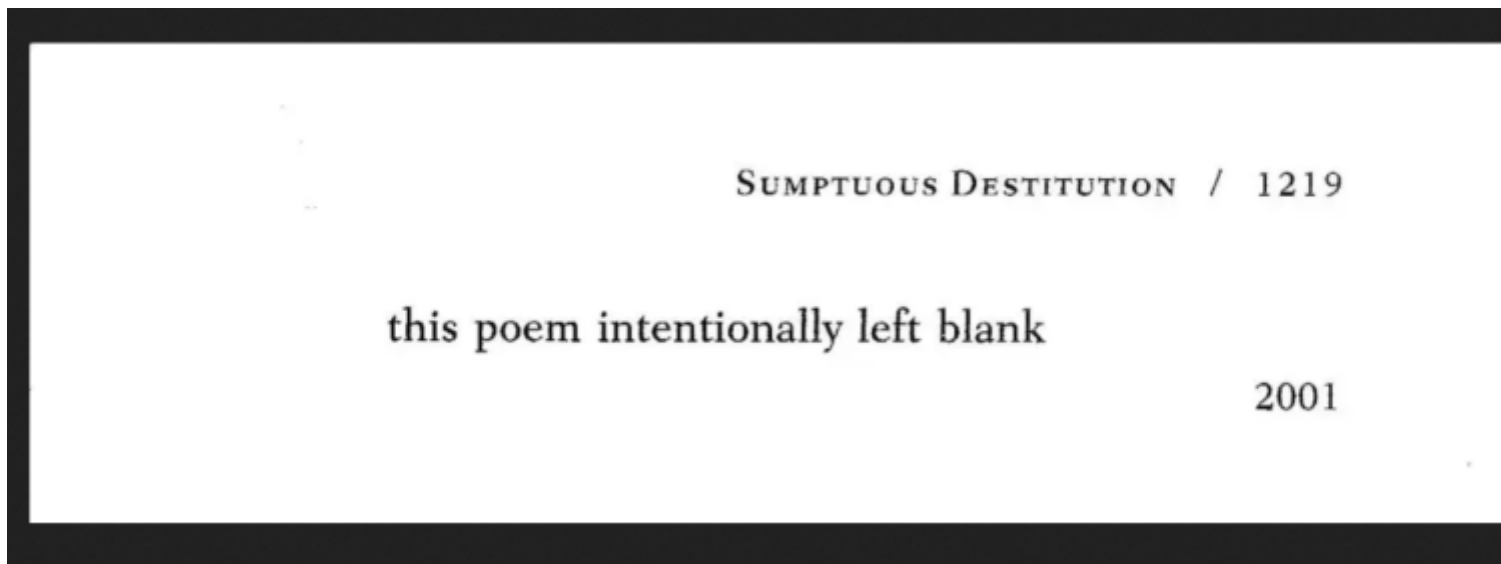 SUMPTUOUS DESTITUTION / 1219
this poem intentionally left blank
2001